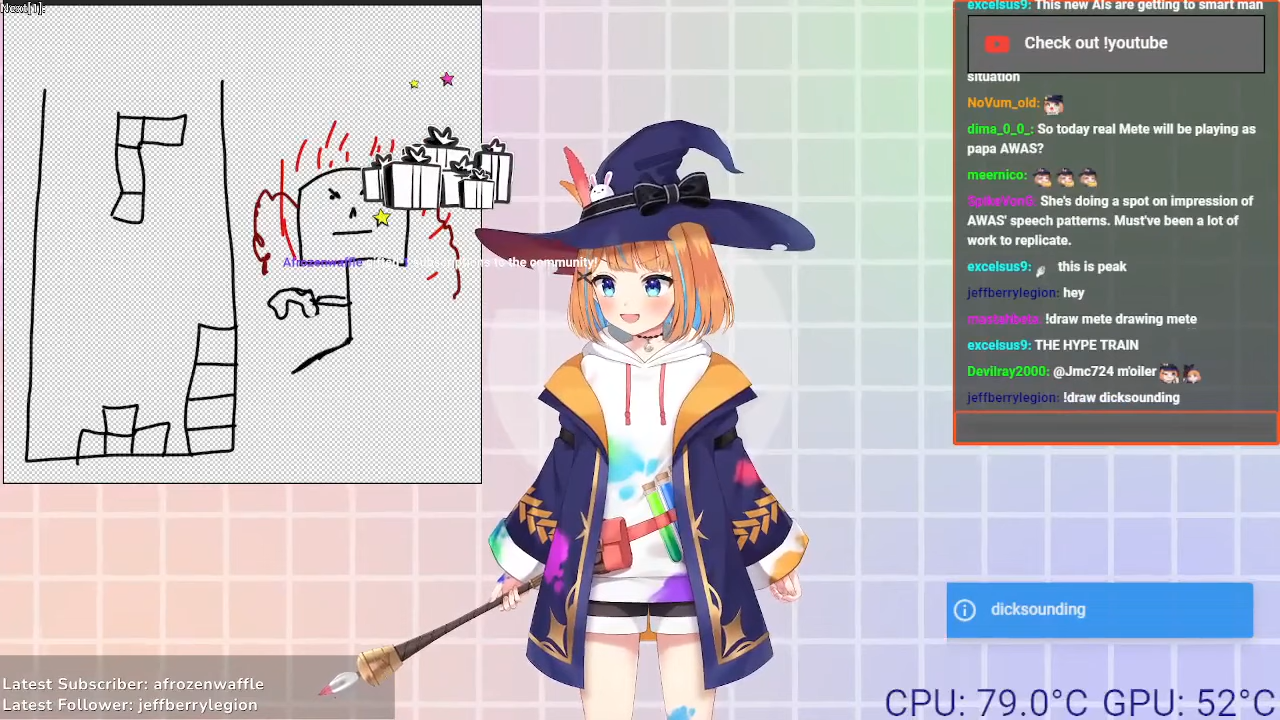 Next[1]:
excelsus9: This new AIs are getting to smart man
Check out !youtube
situation
NoVum_old:
dima_0_0_: So today real Mete will be playing as
papa AWAS?
meernico:
SpikeYonG: She's doing a spot on impression of
AWAS' speech patterns. Must've been a lot of
work to replicate.
excelsus9: this is peak
jeffberrylegion: hey
mastahbeta: !draw mete drawing mete
excelsus9: THE HYPE TRAIN
Devilray2000: @Jmc724 m'oiler
jeffberrylegion: !draw dicksounding
Afrozenwaffle gifted subscriptions to the community!
dicksounding
Latest Subscriber: afrozenwaffle
Latest Follower: jeffberrylegion
CPU: 79.0°C GPU: 52°C